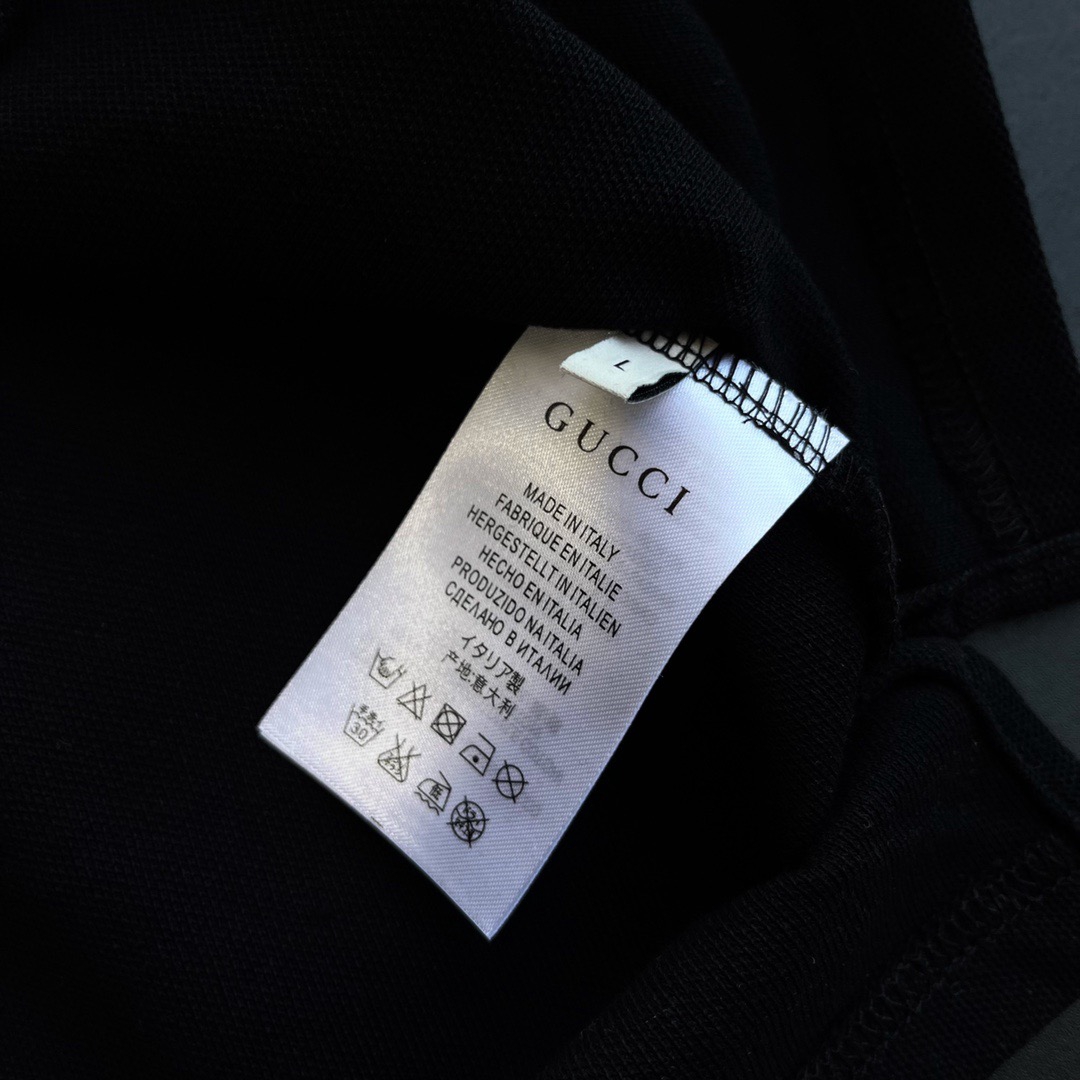 L
GUCCI
MADE IN ITALY
FABRIQUE EN ITALIE
HERGESTELLT IN ITALIEN
HECHO EN ITALIA
PRODUZIDO NA ITALIA
СДЕЛАНО В ИТАЛИИ
イタリア製
产地:意大利
30